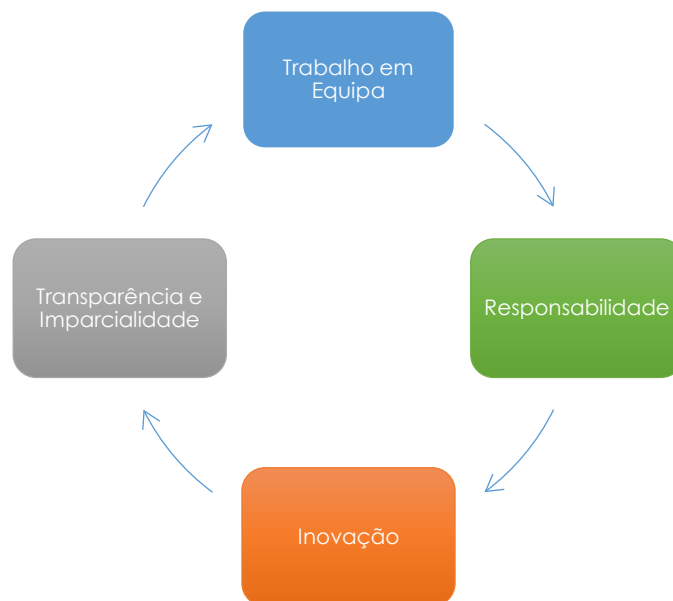 Trabalho em
Equipa
Responsabilidade
Inovação
Transparência e
Imparcialidade